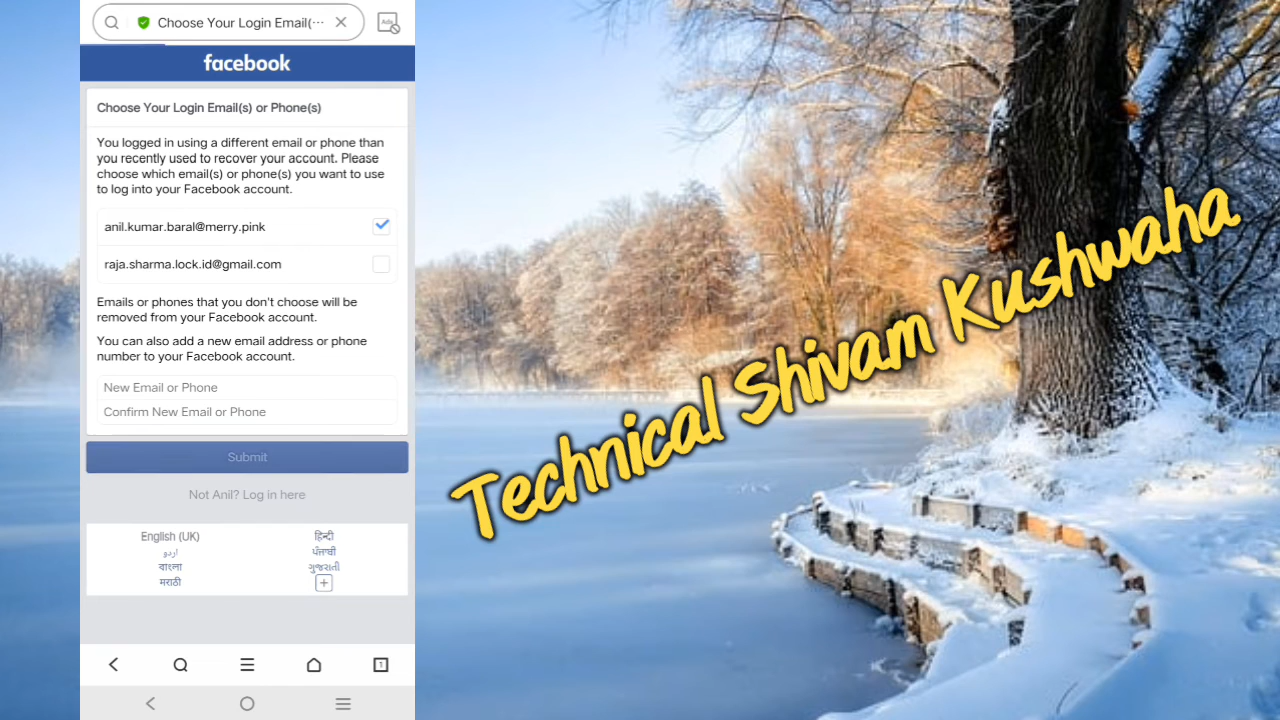 Choose Your Login Email(···
Ads
facebook
Choose Your Login Email(s) or Phone(s)
You logged in using a different email or phone than
you recently used to recover your account. Please
choose which email(s) or phone(s) you want to use
to log into your Facebook account.
anil.kumar.baral@merry.pink
raja.sharma.lock.id@gmail.com
Emails or phones that you don't choose will be
removed from your Facebook account.
You can also add a new email address or phone
number to your Facebook account.
New Email or Phone
Confirm New Email or Phone
Submit
Not Anil? Log in here
English (UK)
हिन्दी
اردو
ਪੰਜਾਬੀ
বাংলা
ગુજરાતી
मराठी
1
Technical Shivam Kushwaha